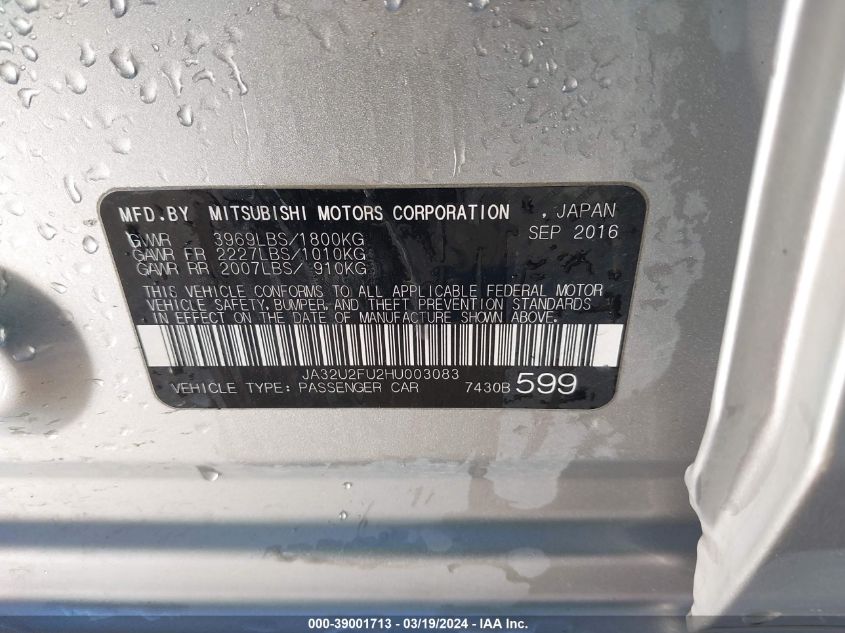 MFD.BY MITSUBISHI MOTORS CORPORATION , JAPAN
SEP 2016
GVWR 3969LBS/1800KG
GAWR FR 2227LBS/1010KG
GAWR RR 2007LBS/ 910KG
THIS VEHICLE CONFORMS TO ALL APPLICABLE FEDERAL MOTOR
VEHICLE SAFETY, BUMPER, AND THEFT PREVENTION STANDARDS
IN EFFECT ON THE DATE OF MANUFACTURE SHOWN ABOVE.
JA32U2FU2HU003083
VEHICLE TYPE: PASSENGER CAR 7430B 599
000-39001713 - 03/19/2024 - IAA, Inc.